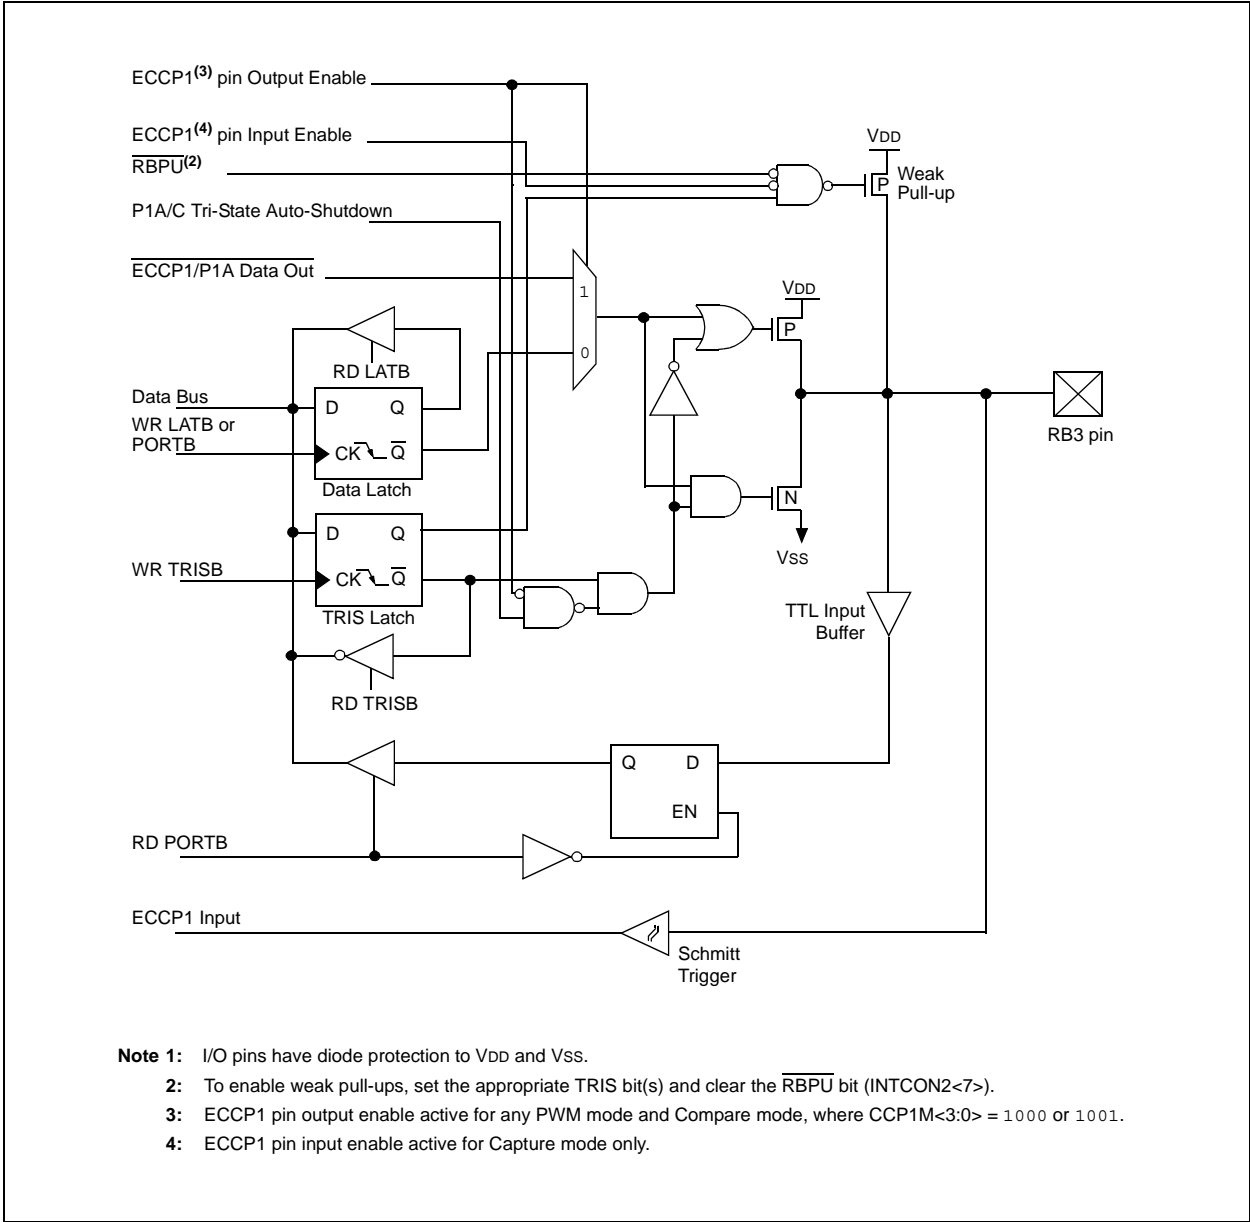 ECCP1(3) pin Output Enable
ECCP1(4) pin Input Enable
RBPU(2)
P1A/C Tri-State Auto-Shutdown
ECCP1/P1A Data Out
VDD
P
Weak
Pull-up
1
0
VDD
P
RD LATB
Data Bus
WR LATB or
PORTB
D Q
CK Q
Data Latch
RB3 pin
N
VSS
D Q
WR TRISB
CK Q
TRIS Latch
TTL Input
Buffer
RD TRISB
Q D
EN
RD PORTB
ECCP1 Input
Schmitt
Trigger
Note 1: I/O pins have diode protection to VDD and VSS.
2: To enable weak pull-ups, set the appropriate TRIS bit(s) and clear the RBPU bit (INTCON2<7>).
3: ECCP1 pin output enable active for any PWM mode and Compare mode, where CCP1M<3:0> = 1000 or 1001.
4: ECCP1 pin input enable active for Capture mode only.